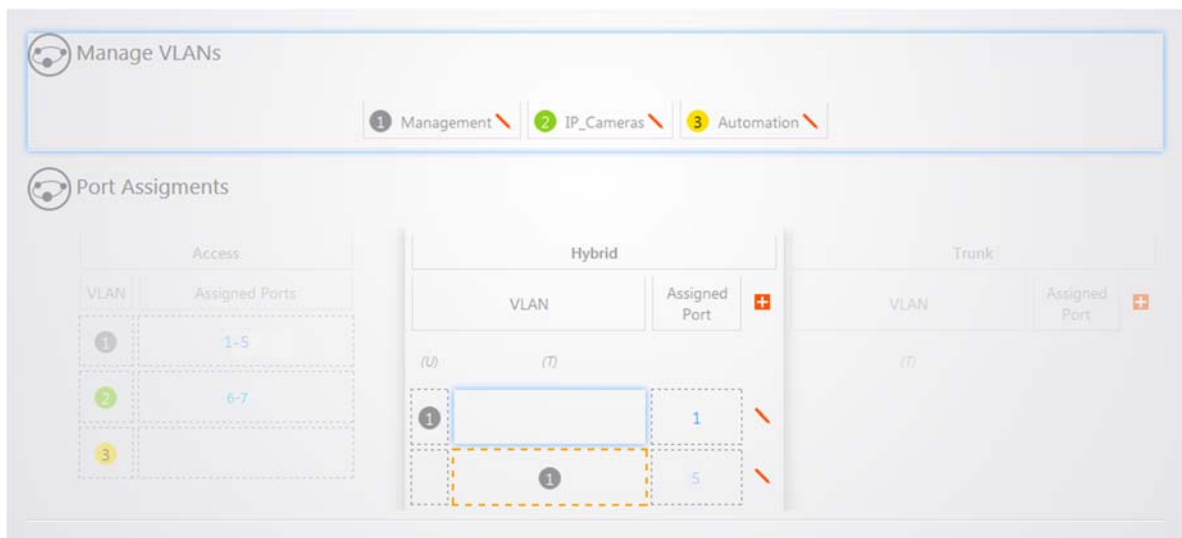 Manage VLANs
1 Management 2 IP_Cameras 3 Automation
Port Assigments
Access Hybrid Trunk
VLAN Assigned Ports VLAN Assigned Port VLAN Assigned Port
1 1-5
(U) (T) (T)
2 6-7
1 1
3
1 5